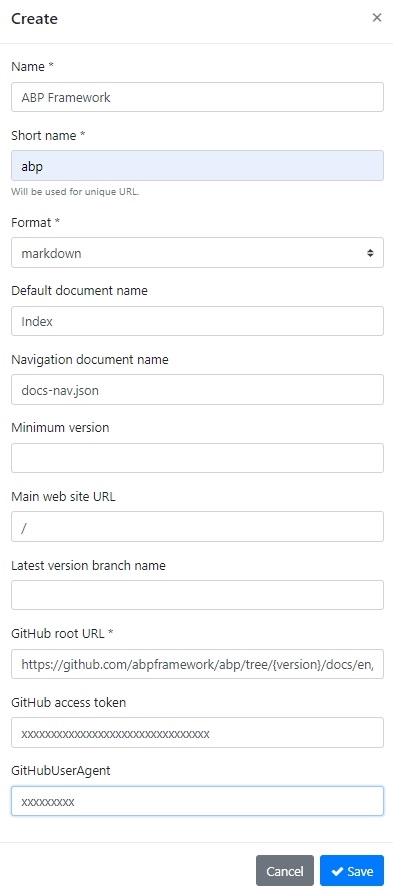 Create ×
Name *
ABP Framework
Short name *
abp
Will be used for unique URL.
Format *
markdown
Default document name
Index
Navigation document name
docs-nav.json
Minimum version
Main web site URL
/
Latest version branch name
GitHub root URL *
https://github.com/abpframework/abp/tree/{version}/docs/en,
GitHub access token
xxxxxxxxxxxxxxxxxxxxxxxxxxxxxxxx
GitHubUserAgent
xxxxxxxxx
Cancel Save